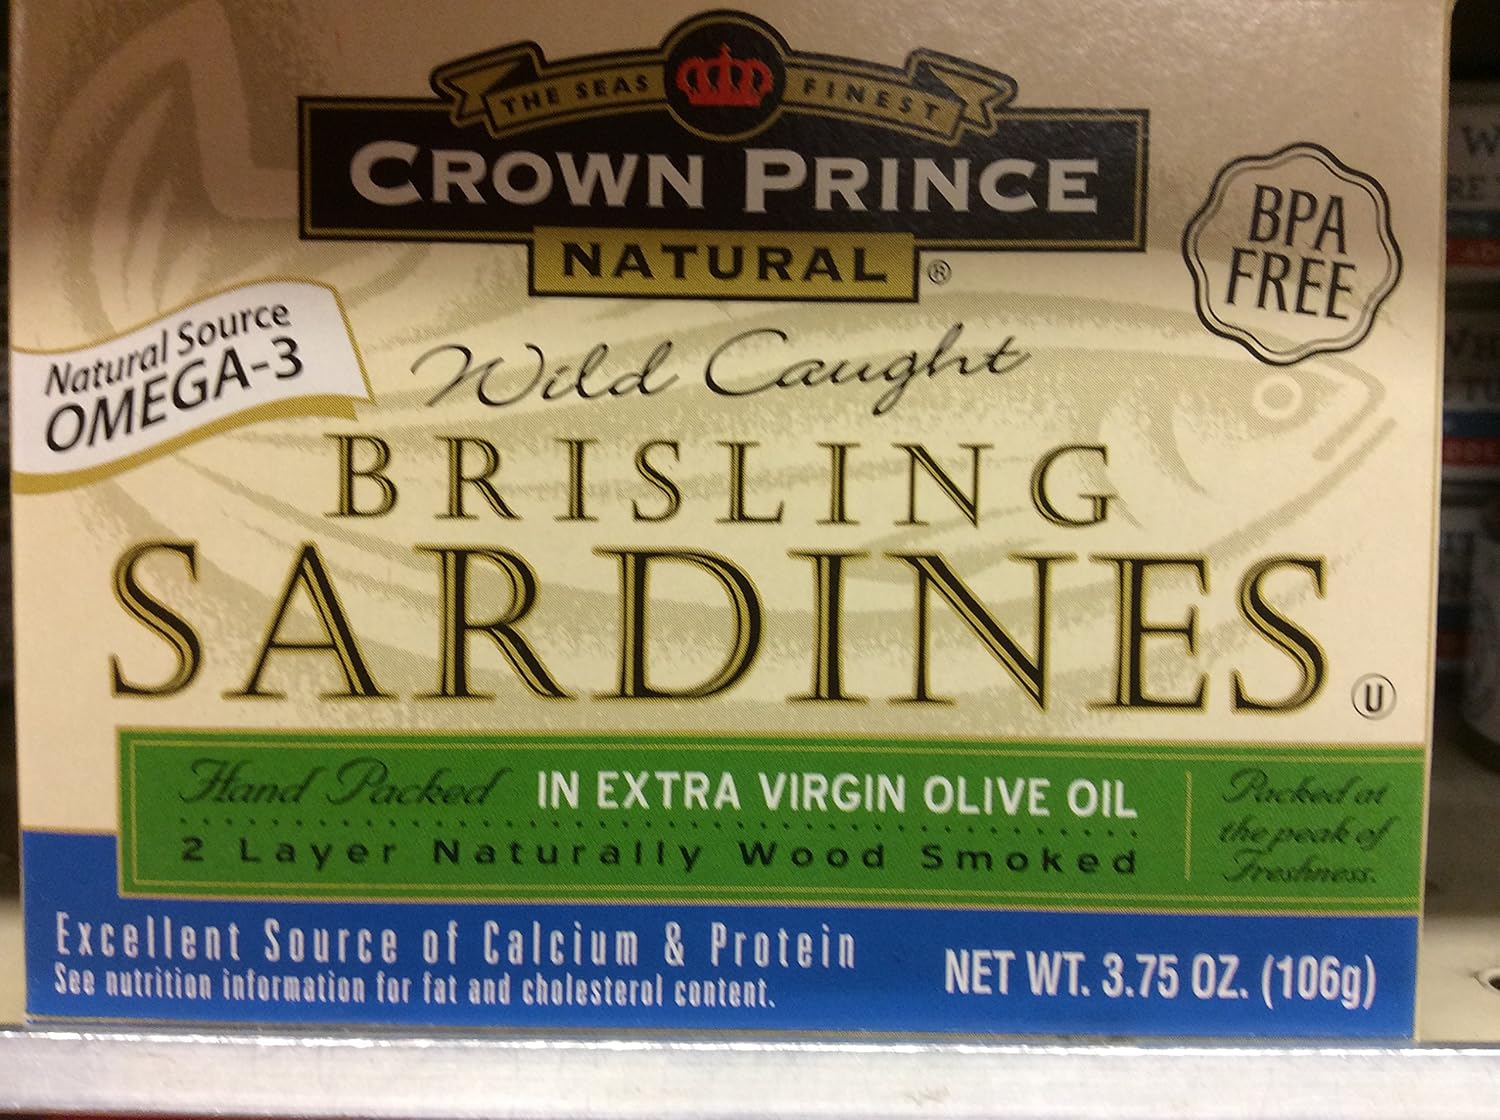 THE SEAS FINEST
CROWN PRINCE
NATURAL®
BPA
FREE
Natural Source
OMEGA-3
Wild Caught
BRISLING
SARDINES
U
Hand Packed IN EXTRA VIRGIN OLIVE OIL
2 Layer Naturally Wood Smoked
Packed at
the peak of
Freshness.
Excellent Source of Calcium & Protein
See nutrition information for fat and cholesterol content.
NET WT. 3.75 OZ. (106g)